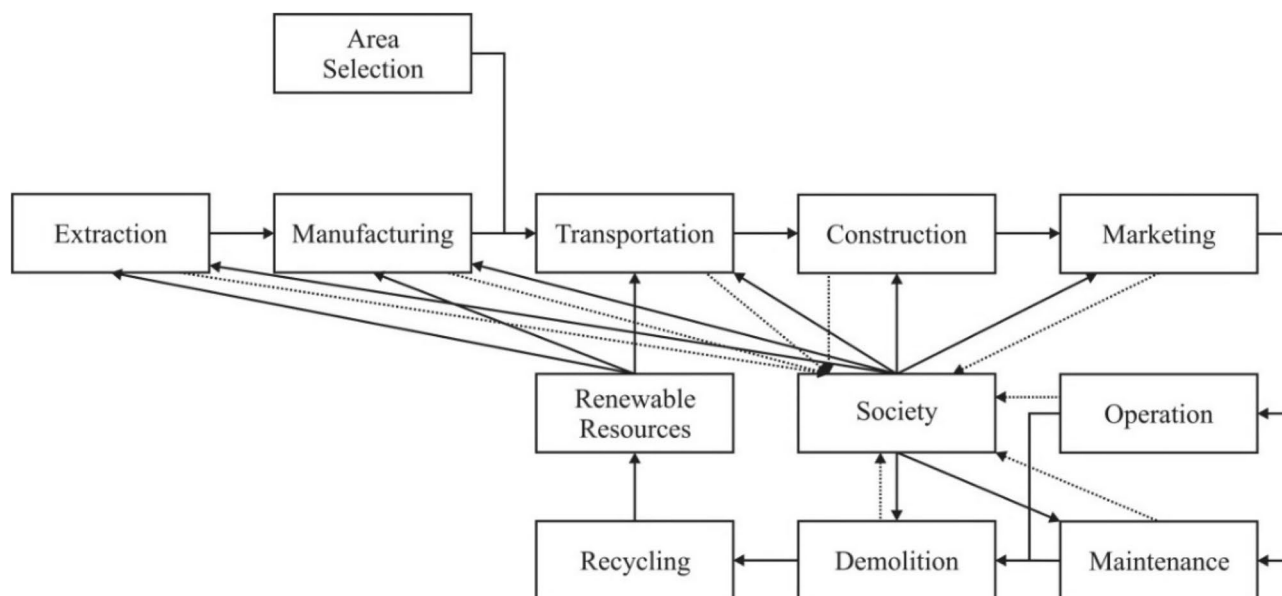 Area
Selection
Extraction
Manufacturing
Transportation
Construction
Marketing
Renewable
Resources
Society
Operation
Recycling
Demolition
Maintenance